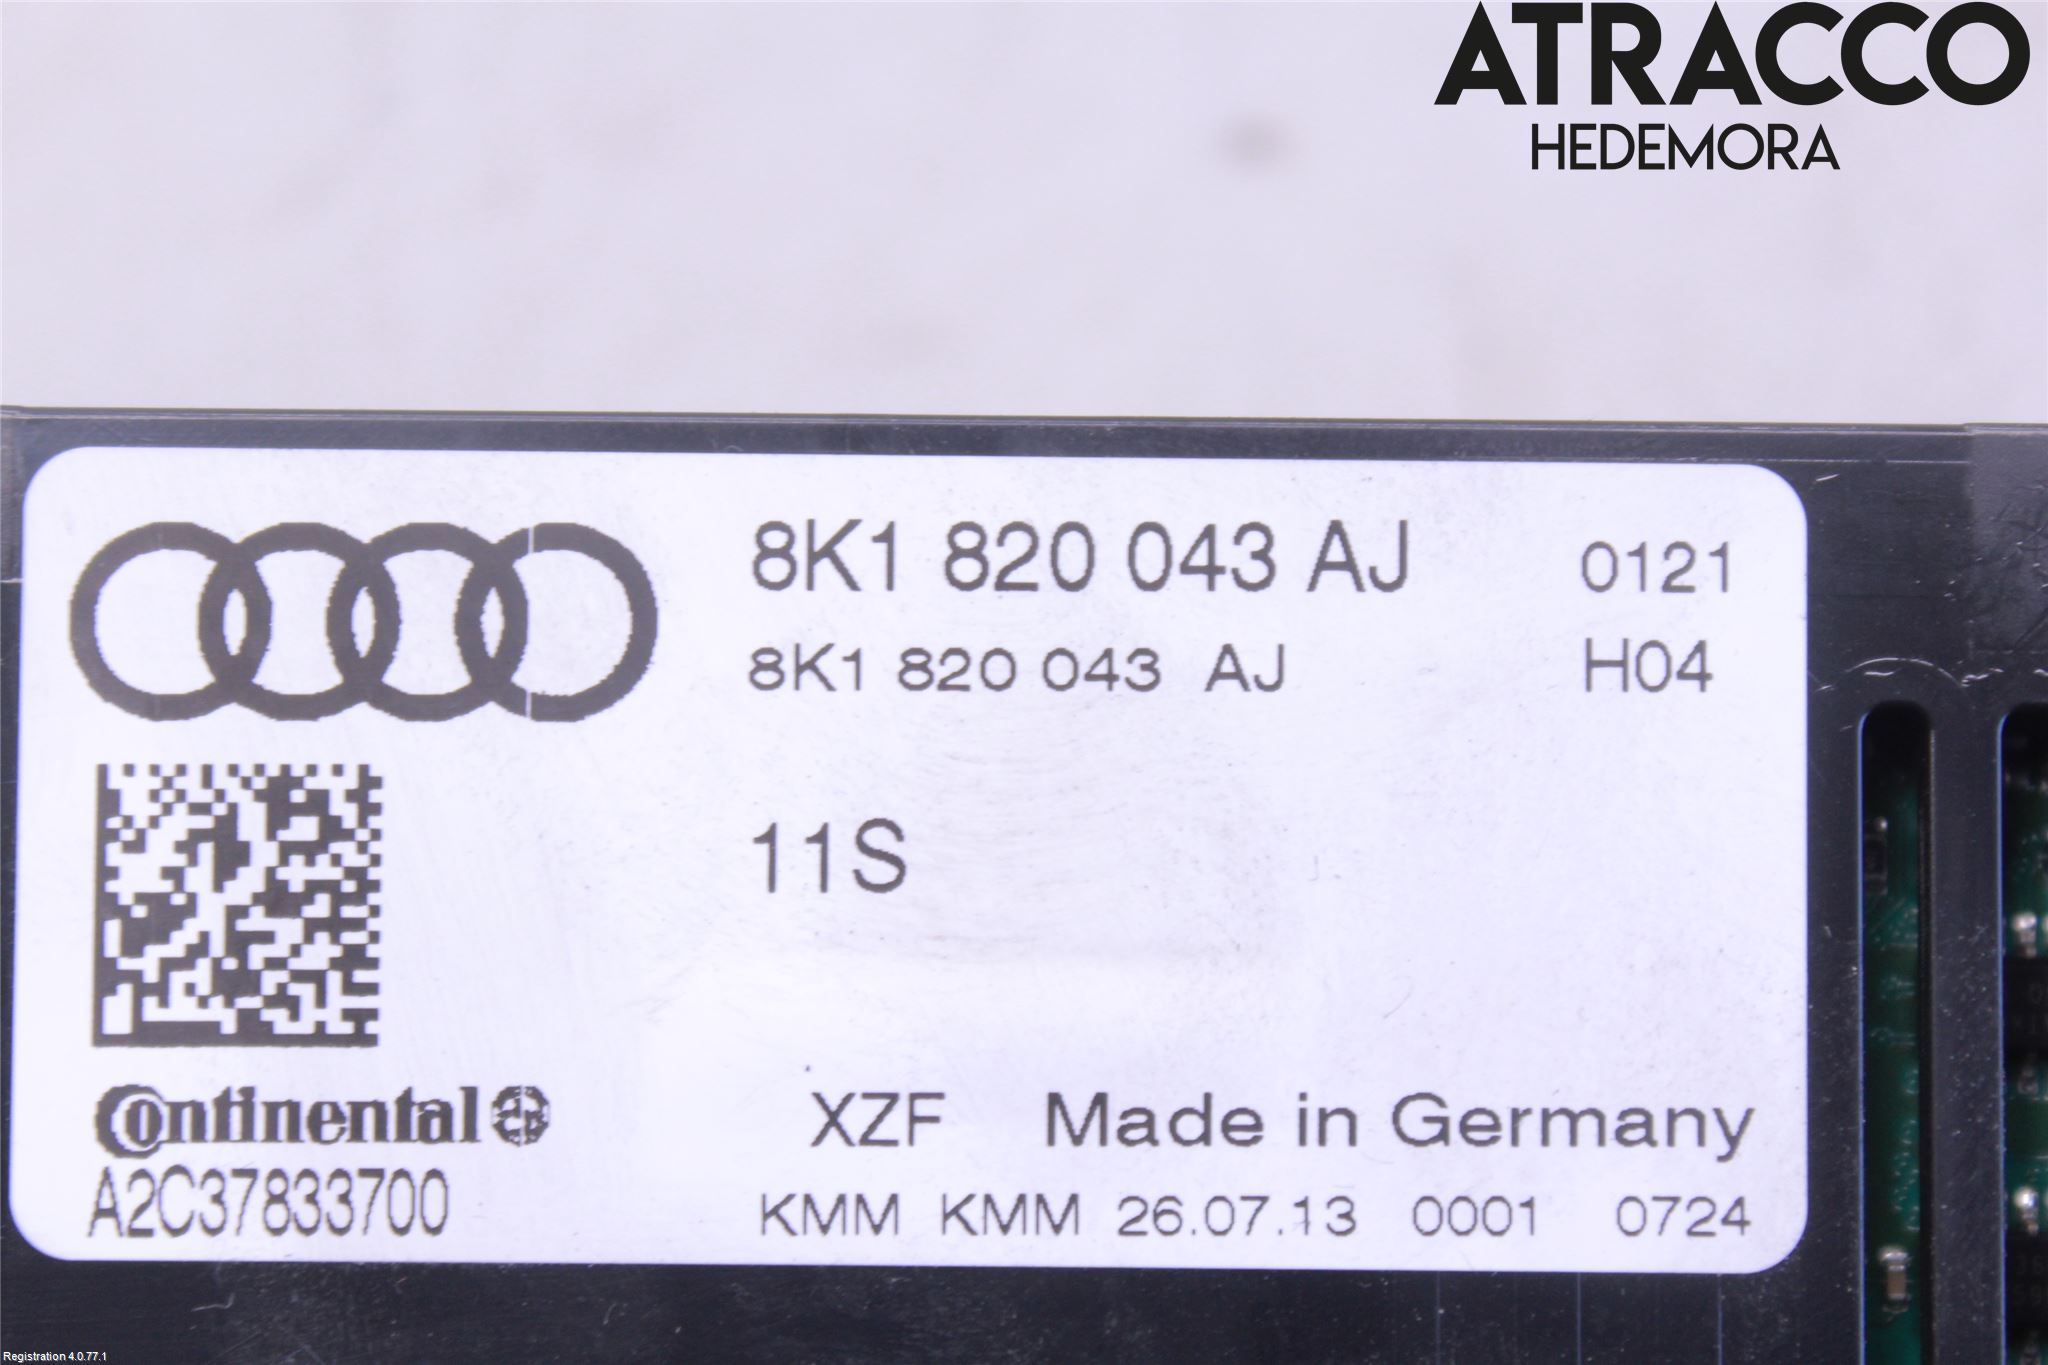 ATRACCO
HEDEMORA
8K1 820 043 AJ 0121
8K1 820 043 AJ H04
11S
Continental
XZF Made in Germany
A2C37833700
KMM KMM 26.07.13 0001 0724
Registration 4.0.77.1